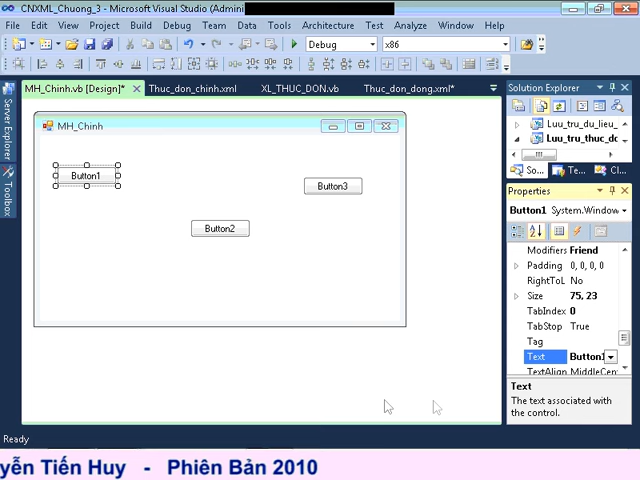 CNXML_Chuong_3 - Microsoft Visual Studio (Admini
File Edit View Project Build Debug Team Data Tools Architecture Test Analyze Window Help
Debug x86
MH_Chinh.vb [Design]* Thuc_don_chinh.xml XL_THUC_DON.vb Thuc_don_dong.xml*
Server Explorer
Toolbox
MH_Chinh
Button1
Button3
Button2
Solution Explorer
Luu_tru_du_lieu_
Luu_tru_thuc_do
So... Te... Cl...
Properties
Button1 System.Window
Modifiers Friend
Padding 0, 0, 0, 0
RightToL No
Size 75, 23
TabIndex 0
TabStop True
Tag
Text Button1
TextAlign MiddleCen
Text
The text associated with
the control.
Ready
yễn Tiến Huy - Phiên Bản 2010